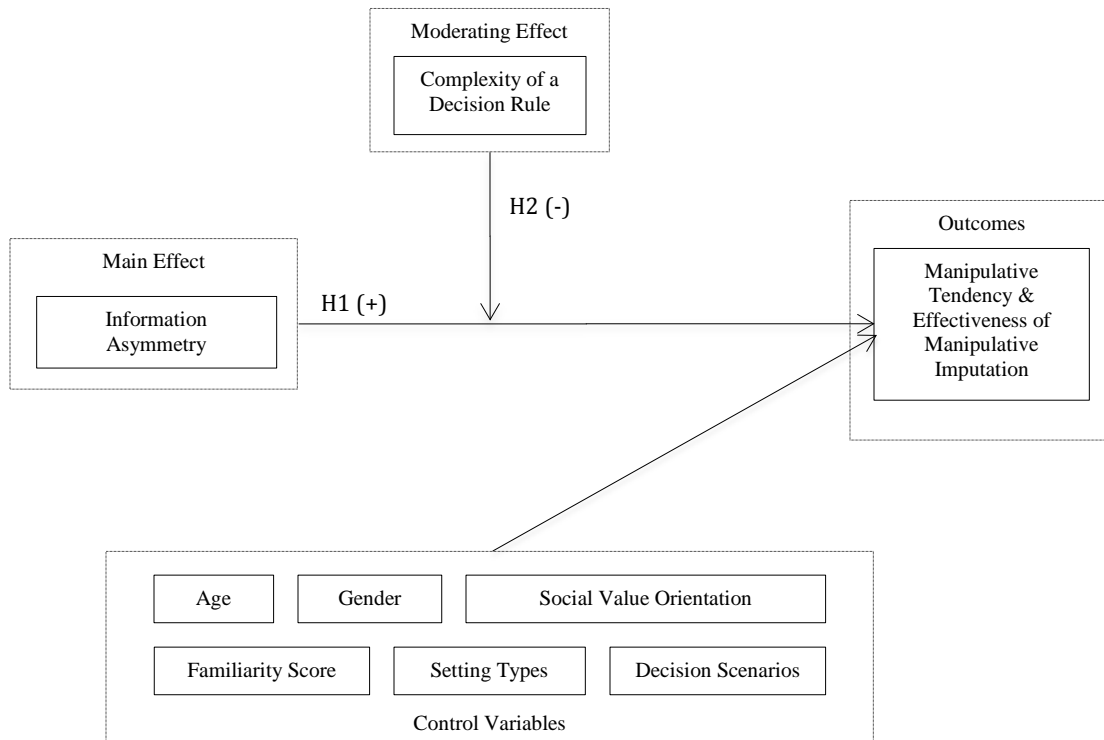 Moderating Effect
Complexity of a
Decision Rule
H2 (-)
Main Effect
Information
Asymmetry
H1 (+)
Outcomes
Manipulative
Tendency &
Effectiveness of
Manipulative
Imputation
Age
Gender
Social Value Orientation
Familiarity Score
Setting Types
Decision Scenarios
Control Variables